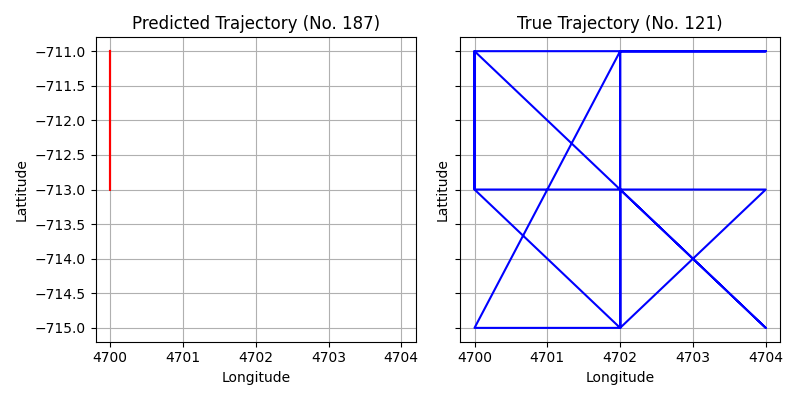 Predicted Trajectory (No. 187)
True Trajectory (No. 121)
Lattitude
−711.0
−711.5
−712.0
−712.5
−713.0
−713.5
−714.0
−714.5
−715.0
4700 4701 4702 4703 4704
Longitude
Lattitude
4700 4701 4702 4703 4704
Longitude